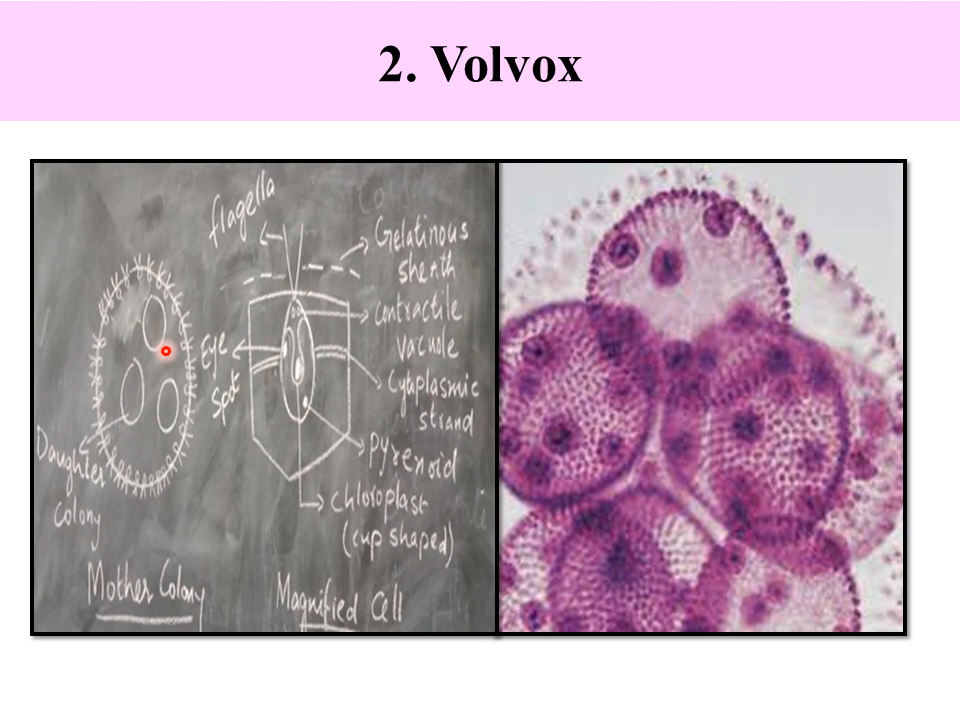 2. Volvox
flagella
Gelatinous
sheath
contractile
vacuole
Eye
Spot
Cytoplasmic
strand
Pyrenoid
Chloroplast
(cup shaped)
Daughter
Colony
Mother Colony
Magnified Cell